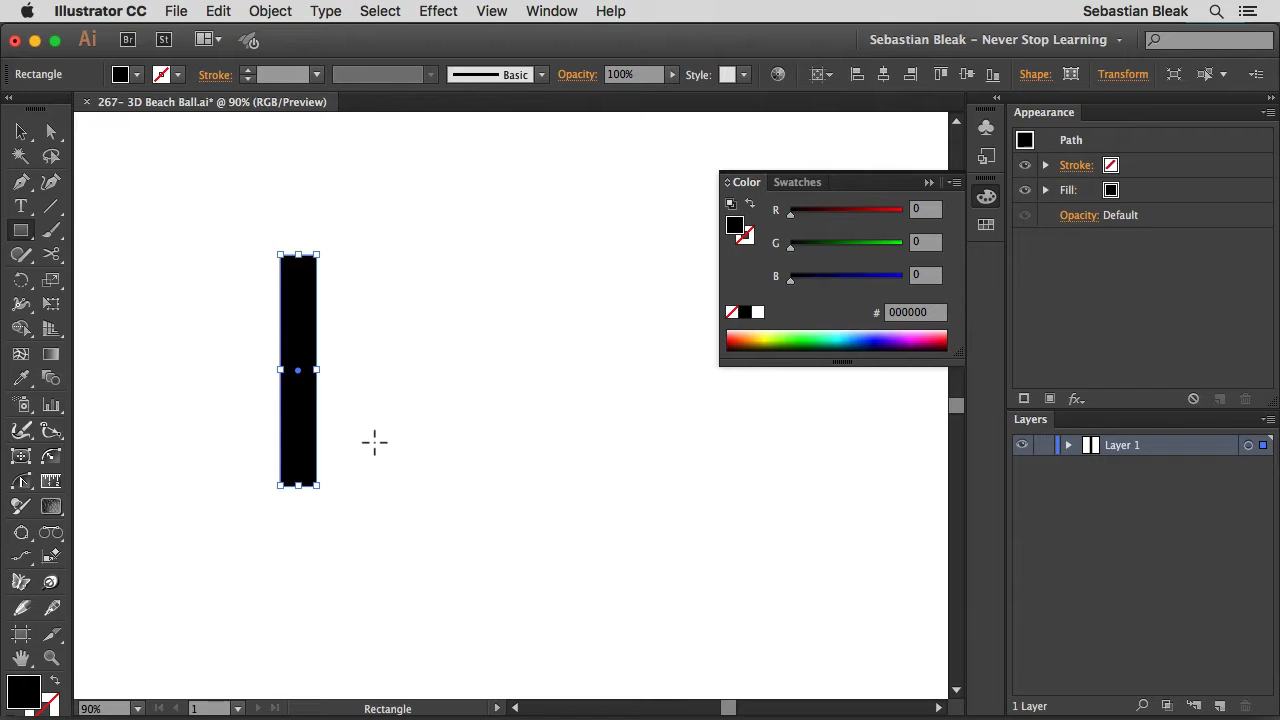 Illustrator CC File Edit Object Type Select Effect View Window Help Sebastian Bleak
Ai Br St Sebastian Bleak – Never Stop Learning
Rectangle Stroke: Basic Opacity: 100% Style: Shape: Transform
267- 3D Beach Ball.ai* @ 90% (RGB/Preview)
Appearance
Path
Stroke:
Fill:
Opacity: Default
Color Swatches
R 0
G 0
B 0
# 000000
T
Layers
Layer 1
1 Layer
fx
90% 1 Rectangle